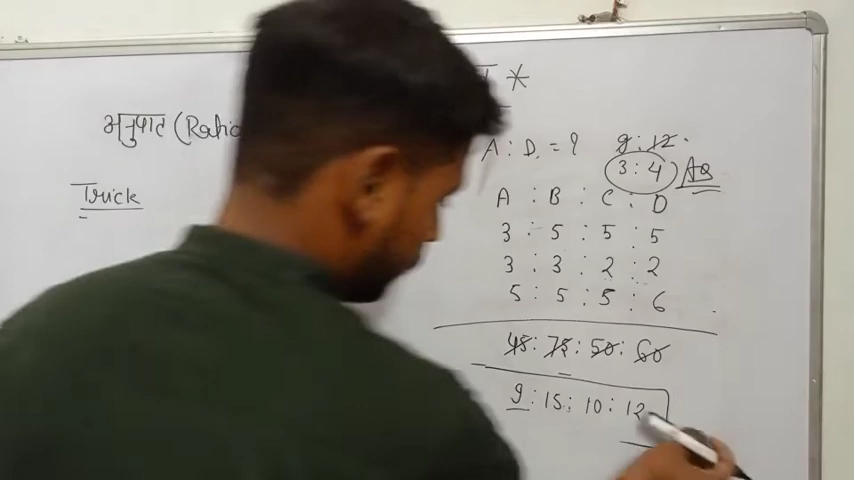 *
अनुपात (Ratio
A : D = ?
9 : 12
Trick
3 : 4 Ans
A : B : C : D
3 : 5 : 5 : 5
3 : 3 : 2 : 2
5 : 5 : 5 : 6
45 : 75 : 50 : 60
9 : 15 : 10 : 12